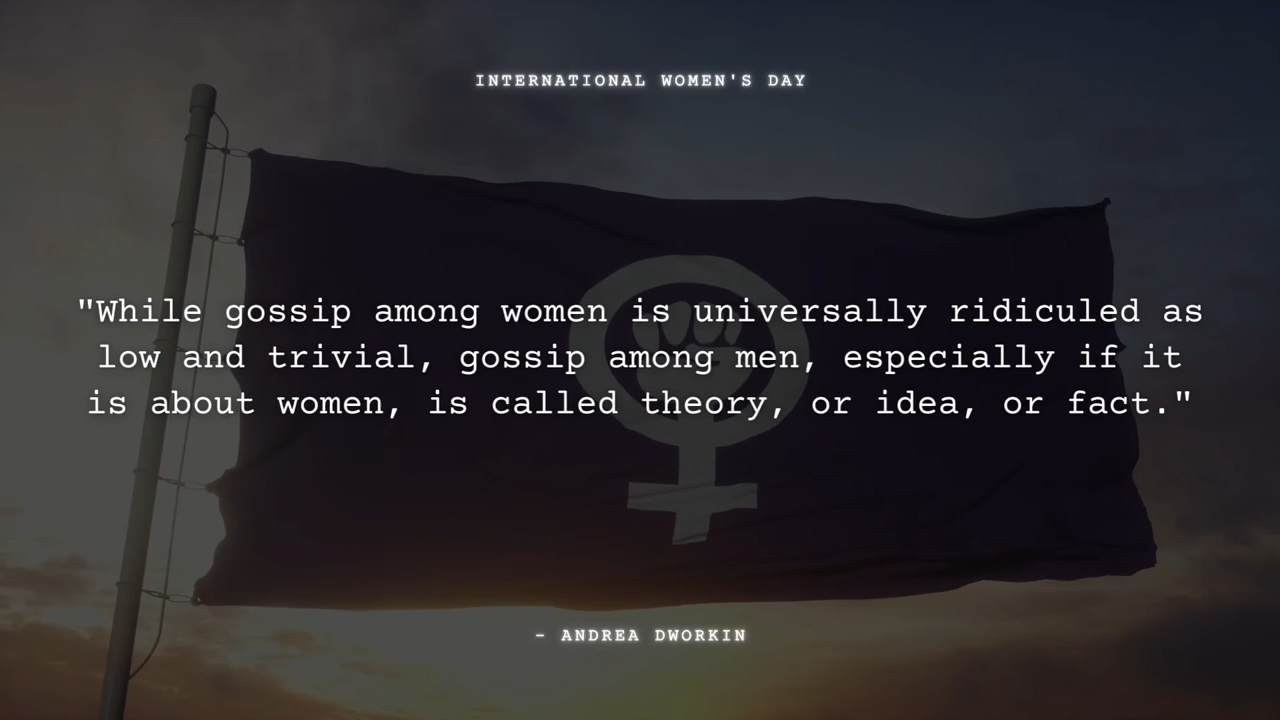 INTERNATIONAL WOMEN'S DAY
"While gossip among women is universally ridiculed as
low and trivial, gossip among men, especially if it
is about women, is called theory, or idea, or fact."
- ANDREA DWORKIN